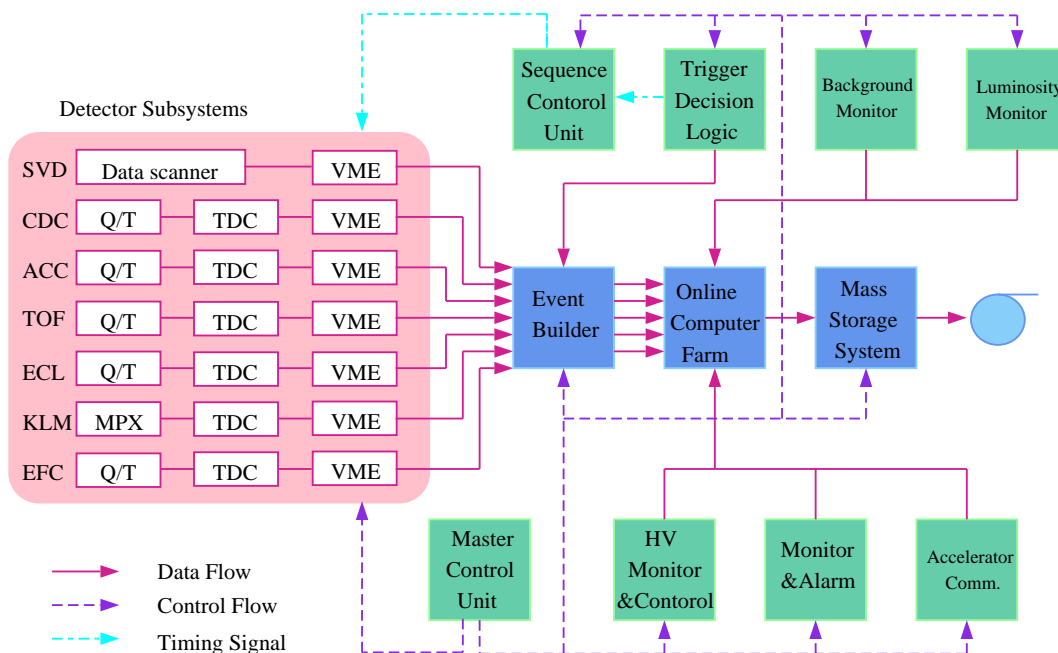 Detector Subsystems
SVD Data scanner VME
CDC Q/T TDC VME
ACC Q/T TDC VME
TOF Q/T TDC VME
ECL Q/T TDC VME
KLM MPX TDC VME
EFC Q/T TDC VME
Sequence
Contorol
Unit
Trigger
Decision
Logic
Background
Monitor
Luminosity
Monitor
Event
Builder
Online
Computer
Farm
Mass
Storage
System
Master
Control
Unit
HV
Monitor
&Contorol
Monitor
&Alarm
Accelerator
Comm.
Data Flow
Control Flow
Timing Signal